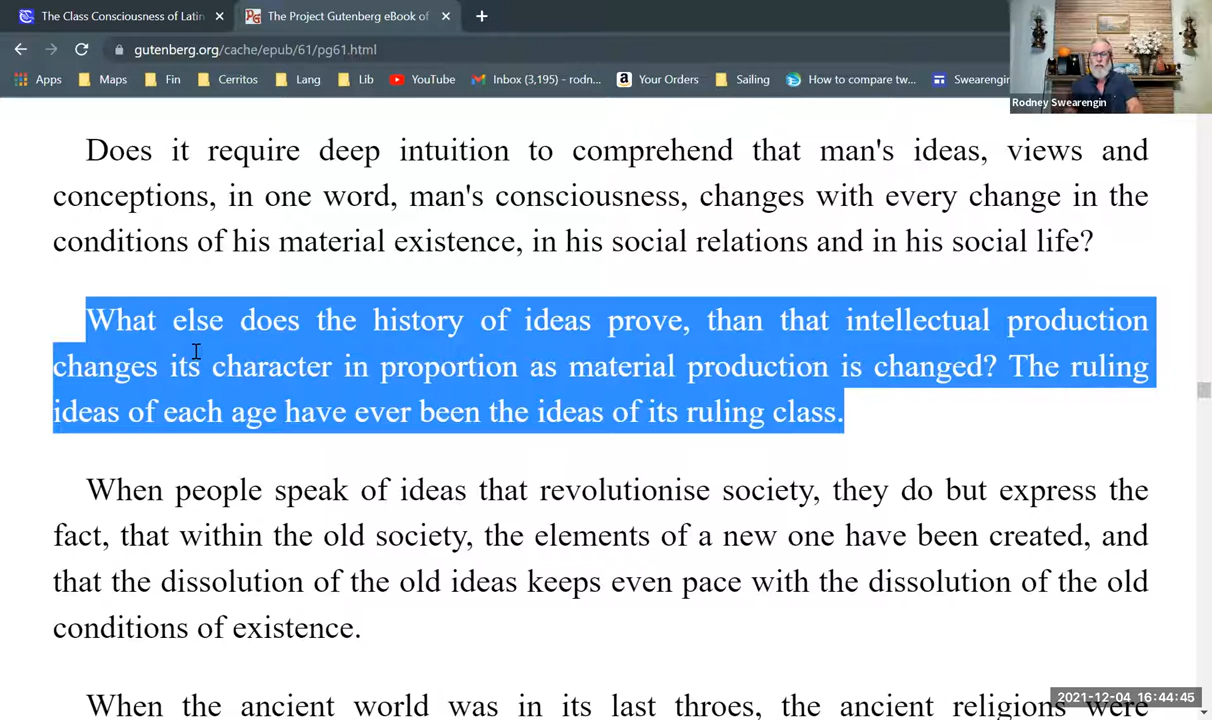 The Class Consciousness of Latin
The Project Gutenberg eBook of
gutenberg.org/cache/epub/61/pg61.html
Apps Maps Fin Cerritos Lang Lib YouTube Inbox (3,195) - rodn... Your Orders Sailing How to compare tw... Swearengin
Rodney Swearengin
Does it require deep intuition to comprehend that man's ideas, views and
conceptions, in one word, man's consciousness, changes with every change in the
conditions of his material existence, in his social relations and in his social life?
What else does the history of ideas prove, than that intellectual production
changes its character in proportion as material production is changed? The ruling
ideas of each age have ever been the ideas of its ruling class.
When people speak of ideas that revolutionise society, they do but express the
fact, that within the old society, the elements of a new one have been created, and
that the dissolution of the old ideas keeps even pace with the dissolution of the old
conditions of existence.
When the ancient world was in its last throes, the ancient religions were
2021-12-04 16:44:45